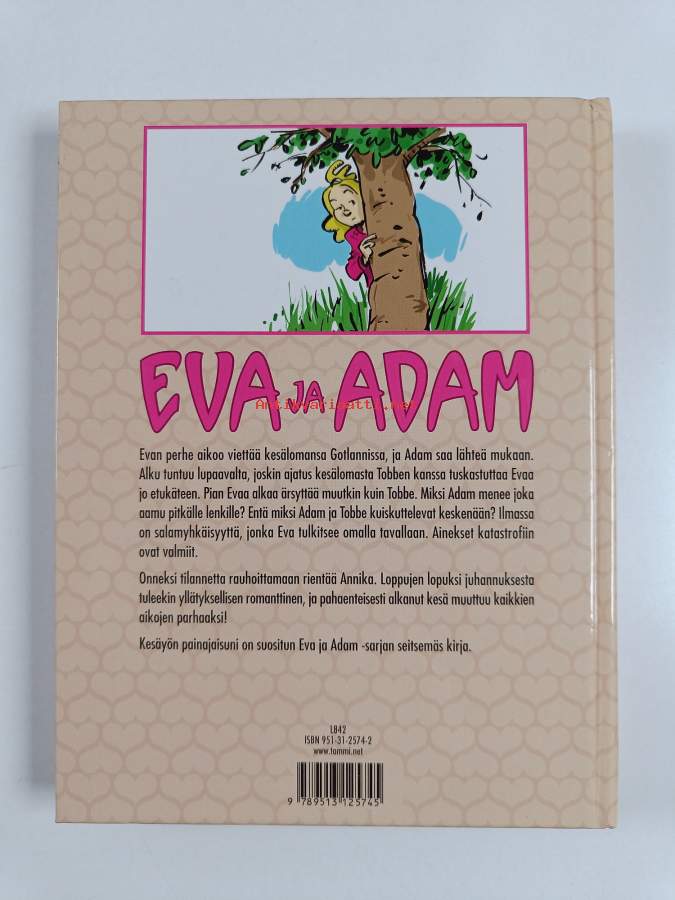 EVA JA ADAM
Antikvariaatti.net
Evan perhe aikoo viettää kesälomansa Gotlannissa, ja Adam saa lähteä mukaan.
Alku tuntuu lupaavalta, joskin ajatus kesälomasta Tobben kanssa tuskastuttaa Evaa
jo etukäteen. Pian Evaa alkaa ärsyttää muutkin kuin Tobbe. Miksi Adam menee joka
aamu pitkälle lenkille? Entä miksi Adam ja Tobbe kuiskuttelevat keskenään? Ilmassa
on salamyhkäisyyttä, jonka Eva tulkitsee omalla tavallaan. Ainekset katastrofiin
ovat valmiit.
Onneksi tilannetta rauhoittamaan rientää Annika. Loppujen lopuksi juhannuksesta
tuleekin yllätyksellisen romanttinen, ja pahaenteisesti alkanut kesä muuttuu kaikkien
aikojen parhaaksi!
Kesäyön painajaisuni on suositun Eva ja Adam -sarjan seitsemäs kirja.
L842
ISBN 951-31-2574-2
www.tammi.net
9 789513 125745